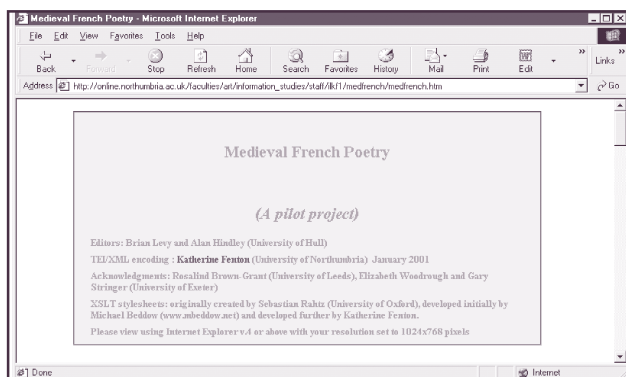 Medieval French Poetry - Microsoft Internet Explorer
File Edit View Favorites Tools Help
Back Forward Stop Refresh Home Search Favorites History Mail Print Edit » Links »
Address http://online.northumbria.ac.uk/faculties/art/information_studies/staff/ilkf1/medfrench/medfrench.htm Go
Medieval French Poetry
(A pilot project)
Editors: Brian Levy and Alan Hindley (University of Hull)
TEI/XML encoding : Katherine Fenton (University of Northumbria) January 2001
Acknowledgments: Rosalind Brown-Grant (University of Leeds), Elizabeth Woodrough and Gary
Stringer (University of Exeter)
XSLT stylesheets: originally created by Sebastian Rahtz (University of Oxford), developed initially by
Michael Beddow (www.mbeddow.net) and developed further by Katherine Fenton.
Please view using Internet Explorer v.4 or above with your resolution set to 1024x768 pixels
Done Internet